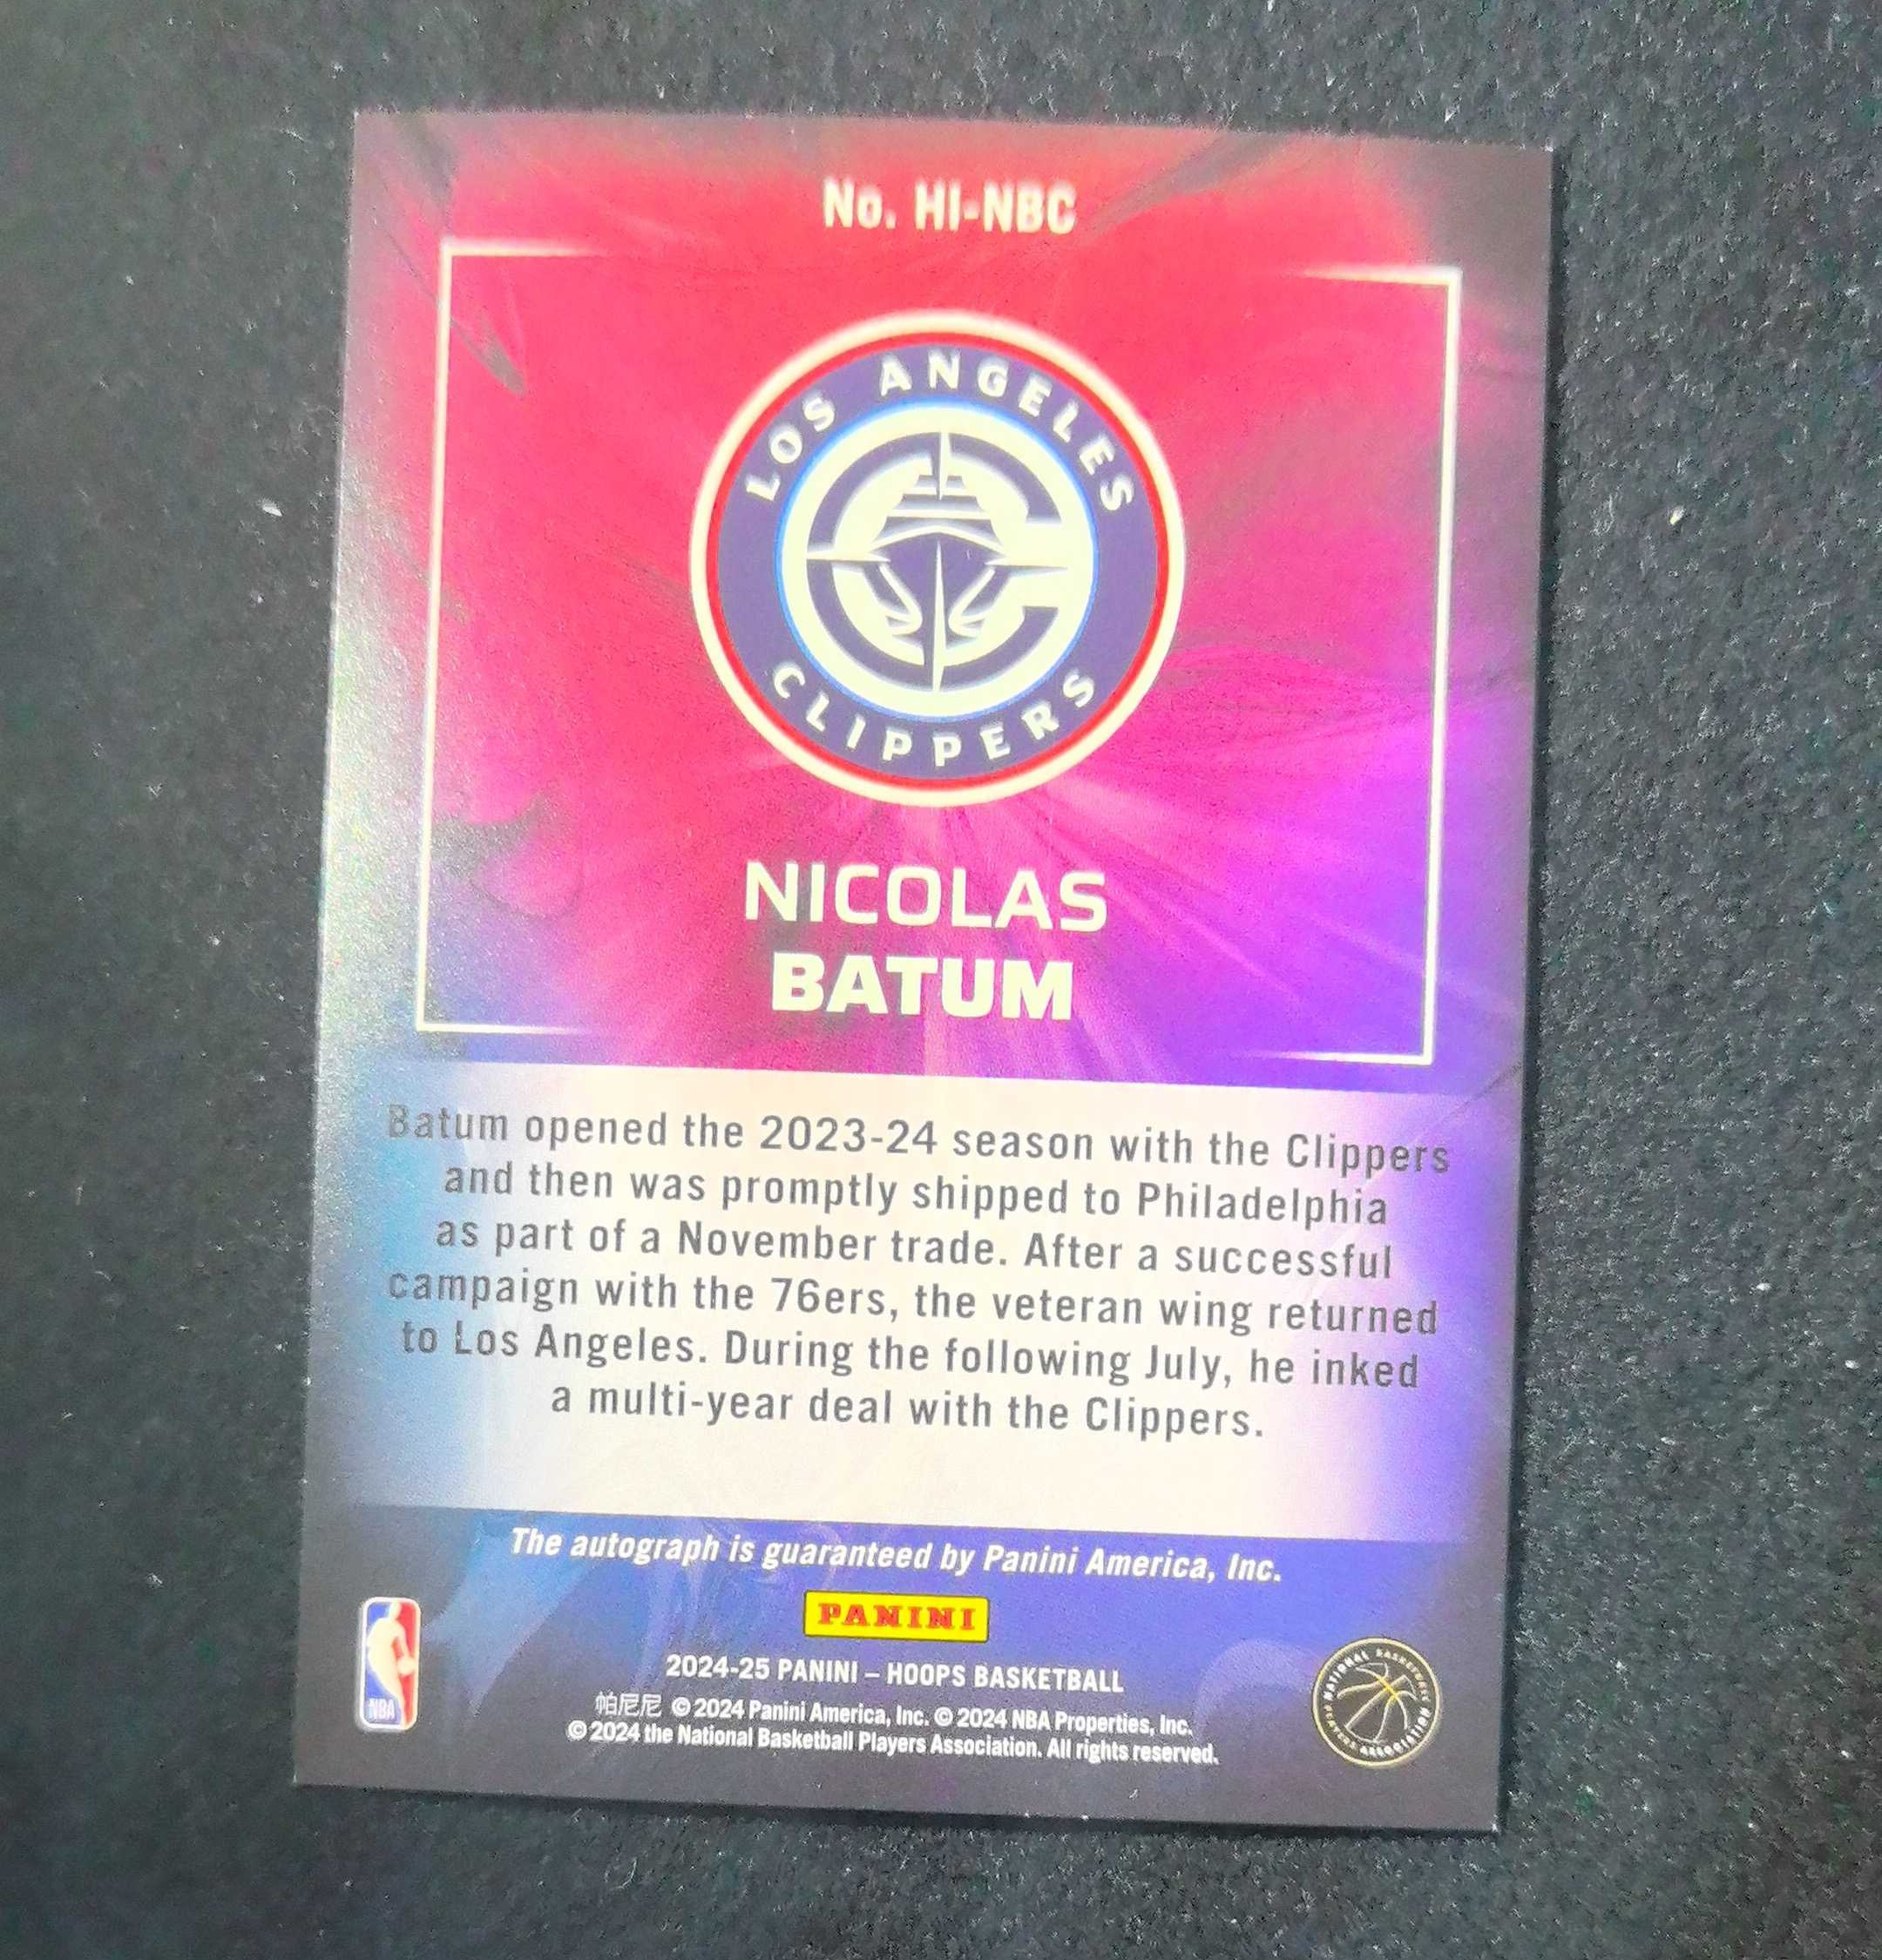 No. HI-NBC
LOS ANGELES
CLIPPERS
NICOLAS
BATUM
Batum opened the 2023-24 season with the Clippers
and then was promptly shipped to Philadelphia
as part of a November trade. After a successful
campaign with the 76ers, the veteran wing returned
to Los Angeles. During the following July, he inked
a multi-year deal with the Clippers.
The autograph is guaranteed by Panini America, Inc.
PANINI
2024-25 PANINI – HOOPS BASKETBALL
帕尼尼 © 2024 Panini America, Inc. © 2024 NBA Properties, Inc.
© 2024 the National Basketball Players Association. All rights reserved.
NBA
NATIONAL BASKETBALL
PLAYERS ASSOCIATION